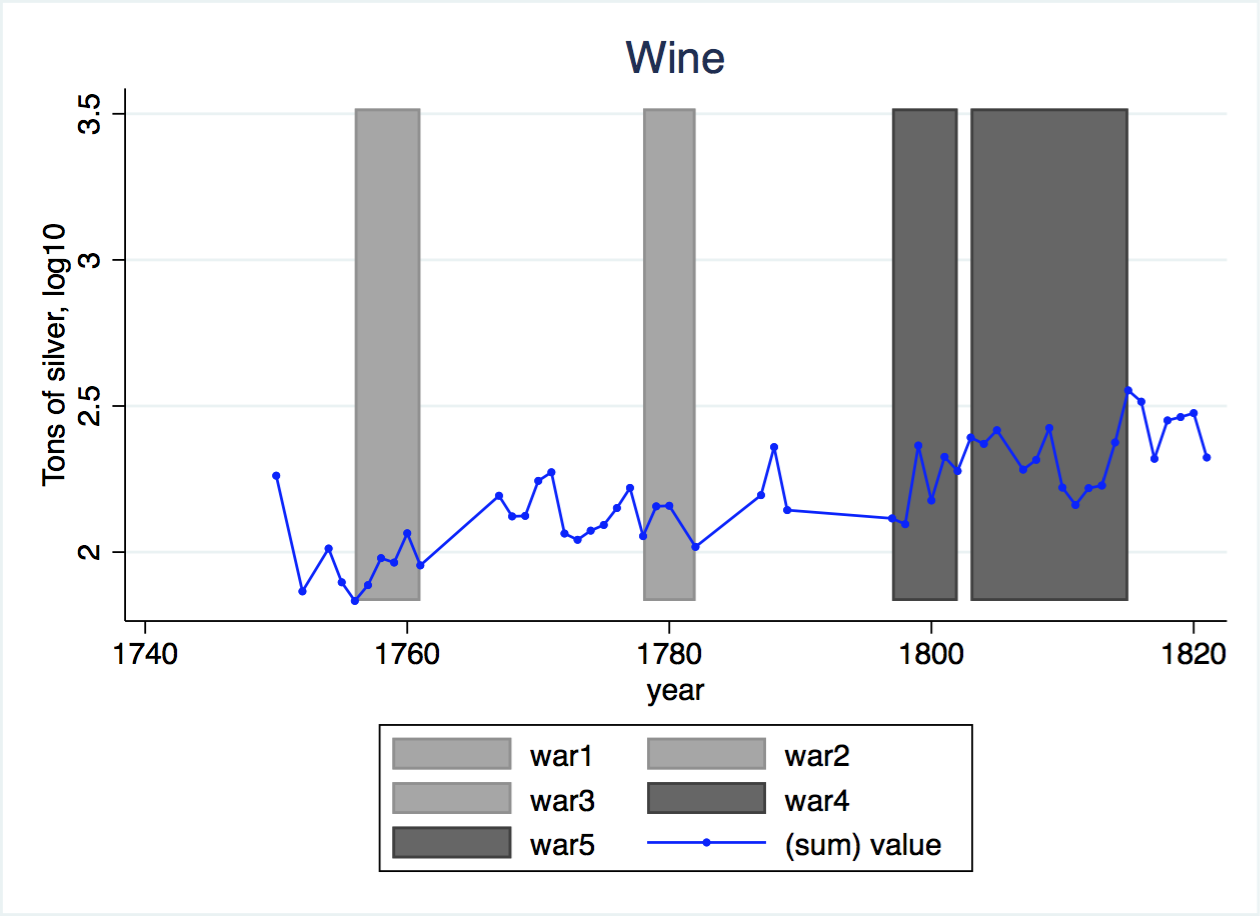 Wine
Tons of silver, log10
3.5
3
2.5
2
1740 1760 1780 1800 1820
year
war1 war2
war3 war4
war5 (sum) value